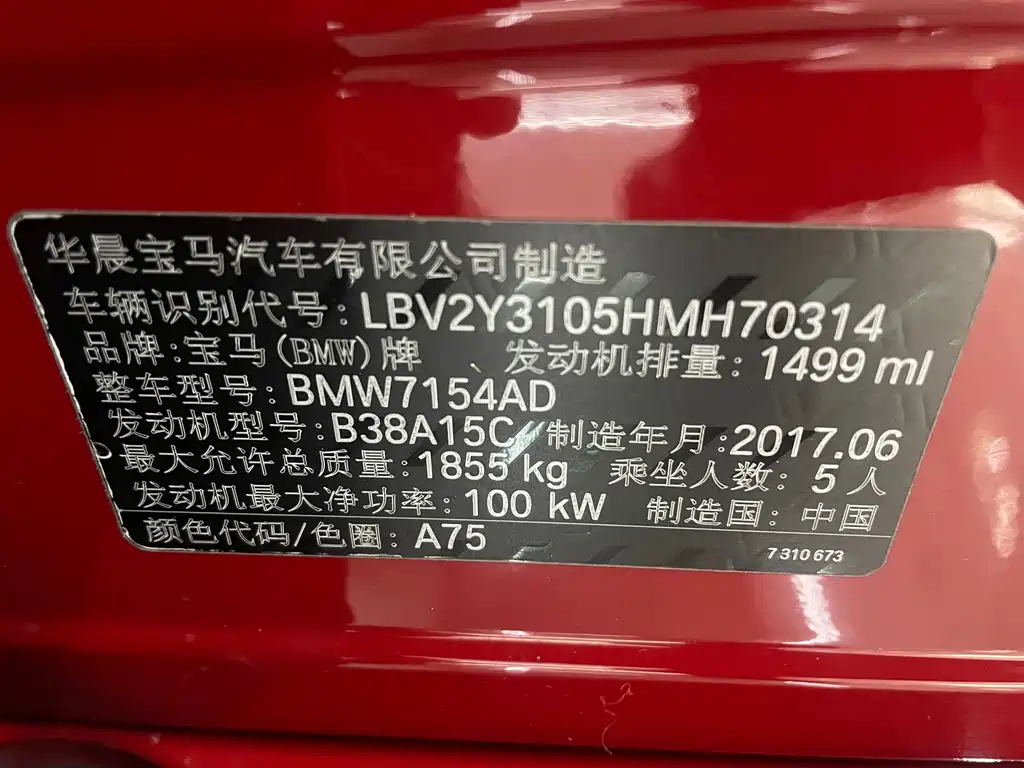 华晨宝马汽车有限公司制造
车辆识别代号:LBV2Y3105HMH70314
品牌:宝马(BMW)牌 发动机排量:1499 ml
整车型号:BMW7154AD
发动机型号:B38A15C 制造年月:2017.06
最大允许总质量:1855 kg 乘坐人数:5 人
发动机最大净功率:100 kW 制造国:中国
颜色代码/色圈:A75
7 310 673